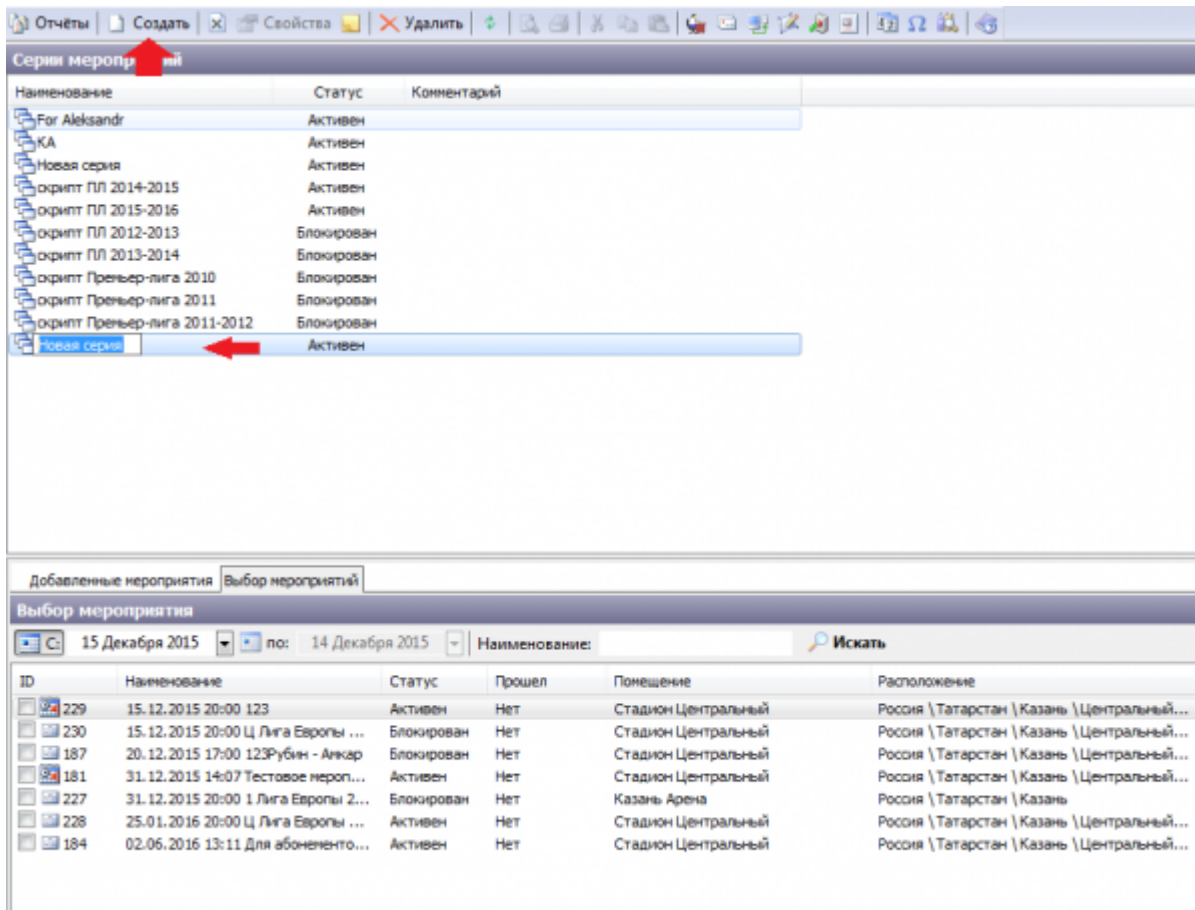 Отчёты Создать Свойства Удалить
Серии мероприятий
Наименование Статус Комментарий
For Aleksandr Активен
КА Активен
Новая серия Активен
скрипт ПЛ 2014-2015 Активен
скрипт ПЛ 2015-2016 Активен
скрипт ПЛ 2012-2013 Блокирован
скрипт ПЛ 2013-2014 Блокирован
скрипт Премьер-лига 2010 Блокирован
скрипт Премьер-лига 2011 Блокирован
скрипт Премьер-лига 2011-2012 Блокирован
Новая серия Активен
Добавленные мероприятия Выбор мероприятий
Выбор мероприятия
С: 15 Декабря 2015 по: 14 Декабря 2015 Наименование: Искать
ID Наименование Статус Прошел Помещение Расположение
229 15.12.2015 20:00 123 Активен Нет Стадион Центральный Россия \ Татарстан \ Казань \ Центральный...
230 15.12.2015 20:00 Ц Лига Европы ... Блокирован Нет Стадион Центральный Россия \ Татарстан \ Казань \ Центральный...
187 20.12.2015 17:00 123Рубин - Анкар Блокирован Нет Стадион Центральный Россия \ Татарстан \ Казань \ Центральный...
181 31.12.2015 14:07 Тестовое мероп... Активен Нет Стадион Центральный Россия \ Татарстан \ Казань \ Центральный...
227 31.12.2015 20:00 1 Лига Европы 2... Блокирован Нет Казань Арена Россия \ Татарстан \ Казань
228 25.01.2016 20:00 Ц Лига Европы ... Активен Нет Стадион Центральный Россия \ Татарстан \ Казань \ Центральный...
184 02.06.2016 13:11 Для абонементо... Активен Нет Стадион Центральный Россия \ Татарстан \ Казань \ Центральный...